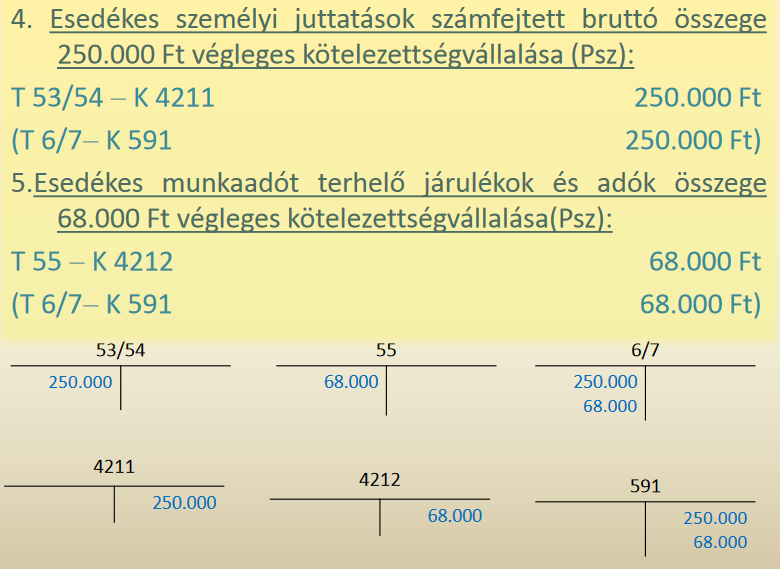 4. Esedékes személyi juttatások számfejtett bruttó összege
250.000 Ft végleges kötelezettségvállalása (Psz):
T 53/54 – K 4211 250.000 Ft
(T 6/7– K 591 250.000 Ft)
5.Esedékes munkaadót terhelő járulékok és adók összege
68.000 Ft végleges kötelezettségvállalása(Psz):
T 55 – K 4212 68.000 Ft
(T 6/7– K 591 68.000 Ft)
53/54 55 6/7
250.000 68.000 250.000
68.000
4211 4212 591
250.000 68.000 250.000
68.000